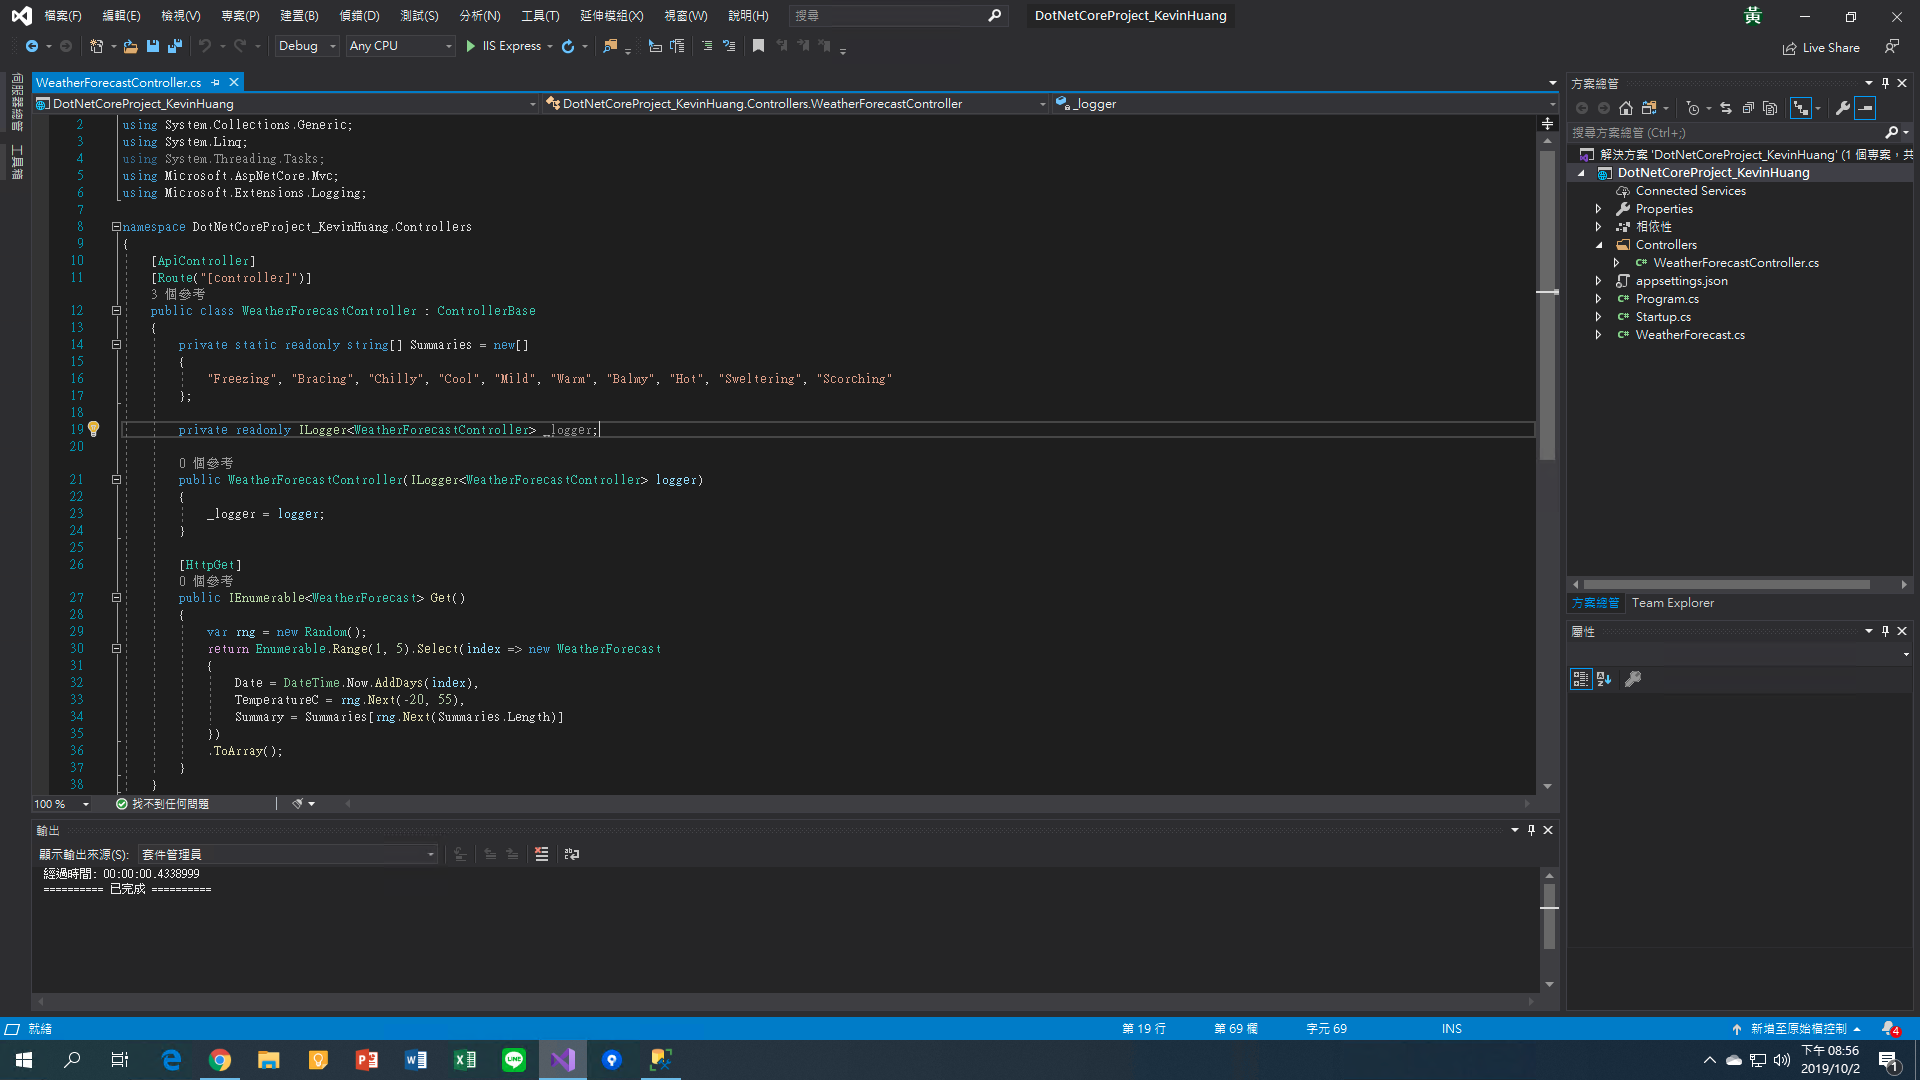 檔案(F) 編輯(E) 檢視(V) 專案(P) 建置(B) 偵錯(D) 測試(S) 分析(N) 工具(T) 延伸模組(X) 視窗(W) 說明(H) 搜尋 DotNetCoreProject_KevinHuang 黃
Debug Any CPU IIS Express Live Share
伺服器總管
工具箱
WeatherForecastController.cs
DotNetCoreProject_KevinHuang DotNetCoreProject_KevinHuang.Controllers.WeatherForecastController _logger
2 using System.Collections.Generic;
3 using System.Linq;
4 using System.Threading.Tasks;
5 using Microsoft.AspNetCore.Mvc;
6 using Microsoft.Extensions.Logging;
7
8 namespace DotNetCoreProject_KevinHuang.Controllers
9 {
10 [ApiController]
11 [Route("[controller]")]
3 個參考
12 public class WeatherForecastController : ControllerBase
13 {
14 private static readonly string[] Summaries = new[]
15 {
16 "Freezing", "Bracing", "Chilly", "Cool", "Mild", "Warm", "Balmy", "Hot", "Sweltering", "Scorching"
17 };
18
19 private readonly ILogger<WeatherForecastController> _logger;
20
0 個參考
21 public WeatherForecastController(ILogger<WeatherForecastController> logger)
22 {
23 _logger = logger;
24 }
25
26 [HttpGet]
0 個參考
27 public IEnumerable<WeatherForecast> Get()
28 {
29 var rng = new Random();
30 return Enumerable.Range(1, 5).Select(index => new WeatherForecast
31 {
32 Date = DateTime.Now.AddDays(index),
33 TemperatureC = rng.Next(-20, 55),
34 Summary = Summaries[rng.Next(Summaries.Length)]
35 })
36 .ToArray();
37 }
38 }
100 % 找不到任何問題
輸出
顯示輸出來源(S): 套件管理員
經過時間: 00:00:00.4338999
========== 已完成 ==========
方案總管
搜尋方案總管 (Ctrl+;)
解決方案 'DotNetCoreProject_KevinHuang' (1 個專案，共
DotNetCoreProject_KevinHuang
Connected Services
Properties
相依性
Controllers
C# WeatherForecastController.cs
appsettings.json
C# Program.cs
C# Startup.cs
C# WeatherForecast.cs
方案總管 Team Explorer
屬性
就緒 第 19 行 第 69 欄 字元 69 INS 新增至原始檔控制 4
下午 08:56
2019/10/2
1